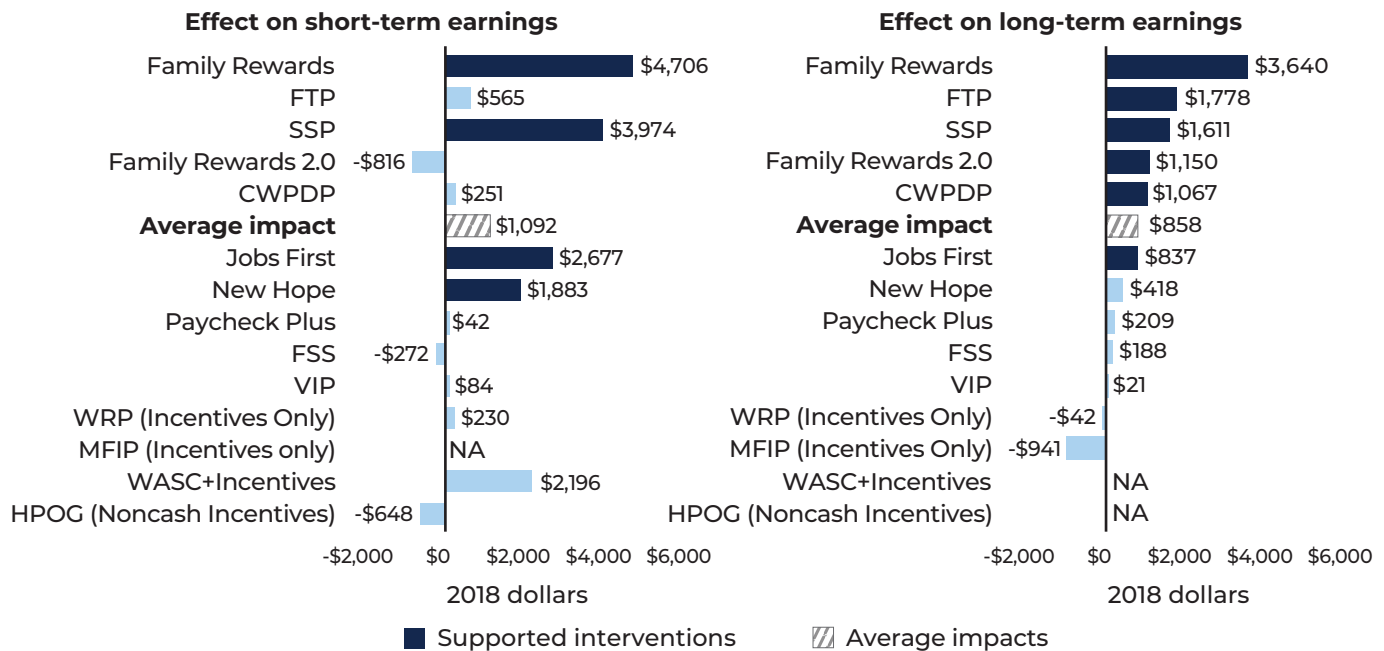 Effect on short-term earnings
Family Rewards $4,706
FTP $565
SSP $3,974
Family Rewards 2.0 -$816
CWPDP $251
Average impact $1,092
Jobs First $2,677
New Hope $1,883
Paycheck Plus $42
FSS -$272
VIP $84
WRP (Incentives Only) $230
MFIP (Incentives only) NA
WASC+Incentives $2,196
HPOG (Noncash Incentives) -$648
-$2,000 $0 $2,000 $4,000 $6,000
2018 dollars
Effect on long-term earnings
Family Rewards $3,640
FTP $1,778
SSP $1,611
Family Rewards 2.0 $1,150
CWPDP $1,067
Average impact $858
Jobs First $837
New Hope $418
Paycheck Plus $209
FSS $188
VIP $21
WRP (Incentives Only) -$42
MFIP (Incentives Only) -$941
WASC+Incentives NA
HPOG (Noncash Incentives) NA
-$2,000 $0 $2,000 $4,000 $6,000
2018 dollars
Supported interventions
Average impacts